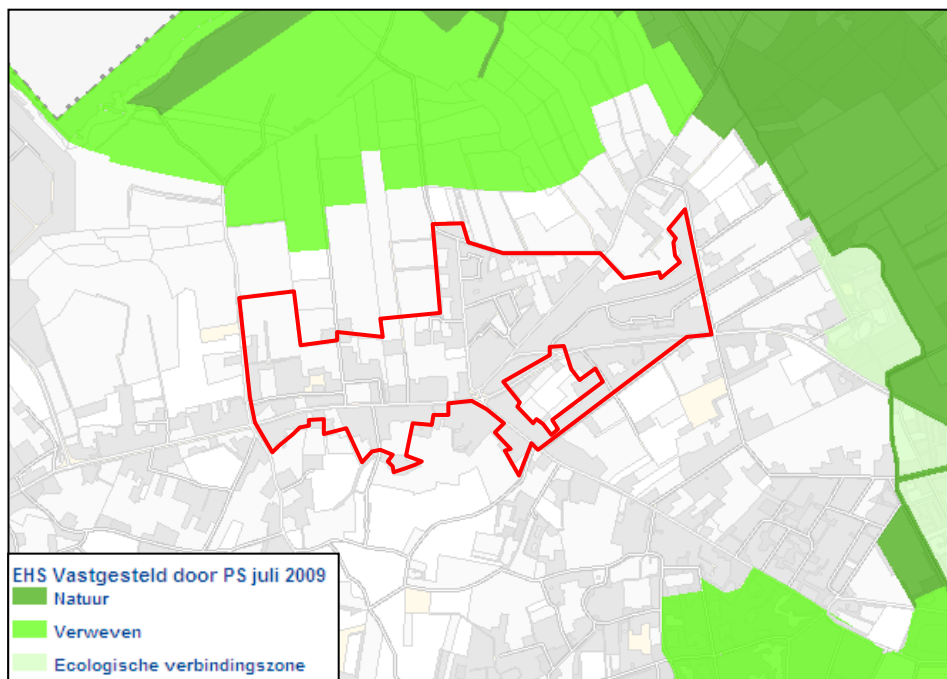 EHS Vastgesteld door PS juli 2009
Natuur
Verweven
Ecologische verbindingszone